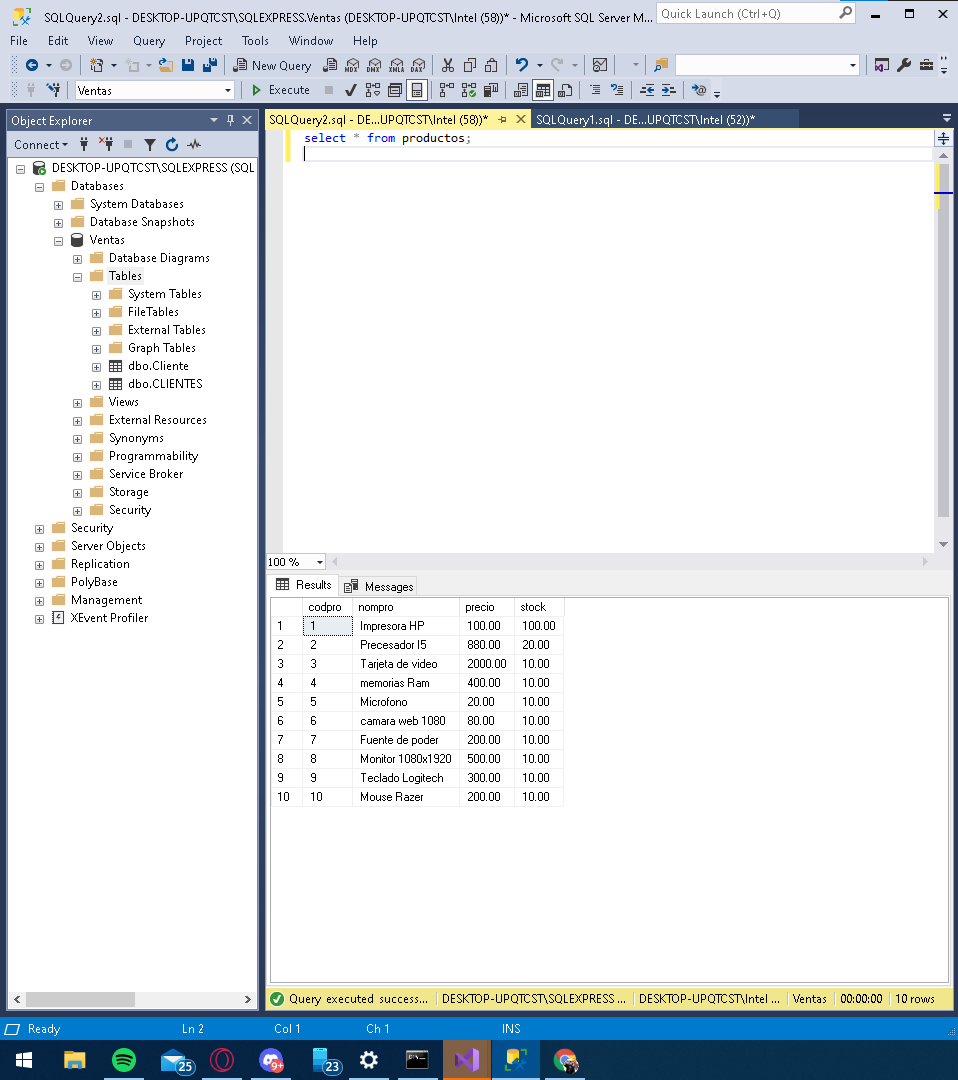 SQLQuery2.sql - DESKTOP-UPQTCST\SQLEXPRESS.Ventas (DESKTOP-UPQTCST\Intel (58))* - Microsoft SQL Server M...
Quick Launch (Ctrl+Q)
File Edit View Query Project Tools Window Help
New Query MDX DMX XMLA DAX
Ventas Execute
Object Explorer
SQLQuery2.sql - DE...UPQTCST\Intel (58))* SQLQuery1.sql - DE...UPQTCST\Intel (52))*
Connect
select * from productos;
DESKTOP-UPQTCST\SQLEXPRESS (SQL
Databases
System Databases
Database Snapshots
Ventas
Database Diagrams
Tables
System Tables
FileTables
External Tables
Graph Tables
dbo.Cliente
dbo.CLIENTES
Views
External Resources
Synonyms
Programmability
Service Broker
Storage
Security
Security
Server Objects
Replication
PolyBase
Management
XEvent Profiler
100 %
Results Messages
codpro nompro precio stock
1 1 Impresora HP 100.00 100.00
2 2 Precesador I5 880.00 20.00
3 3 Tarjeta de video 2000.00 10.00
4 4 memorias Ram 400.00 10.00
5 5 Microfono 20.00 10.00
6 6 camara web 1080 80.00 10.00
7 7 Fuente de poder 200.00 10.00
8 8 Monitor 1080x1920 500.00 10.00
9 9 Teclado Logitech 300.00 10.00
10 10 Mouse Razer 200.00 10.00
Query executed success... DESKTOP-UPQTCST\SQLEXPRESS ... DESKTOP-UPQTCST\Intel ... Ventas 00:00:00 10 rows
Ready Ln 2 Col 1 Ch 1 INS
25 9+ 23